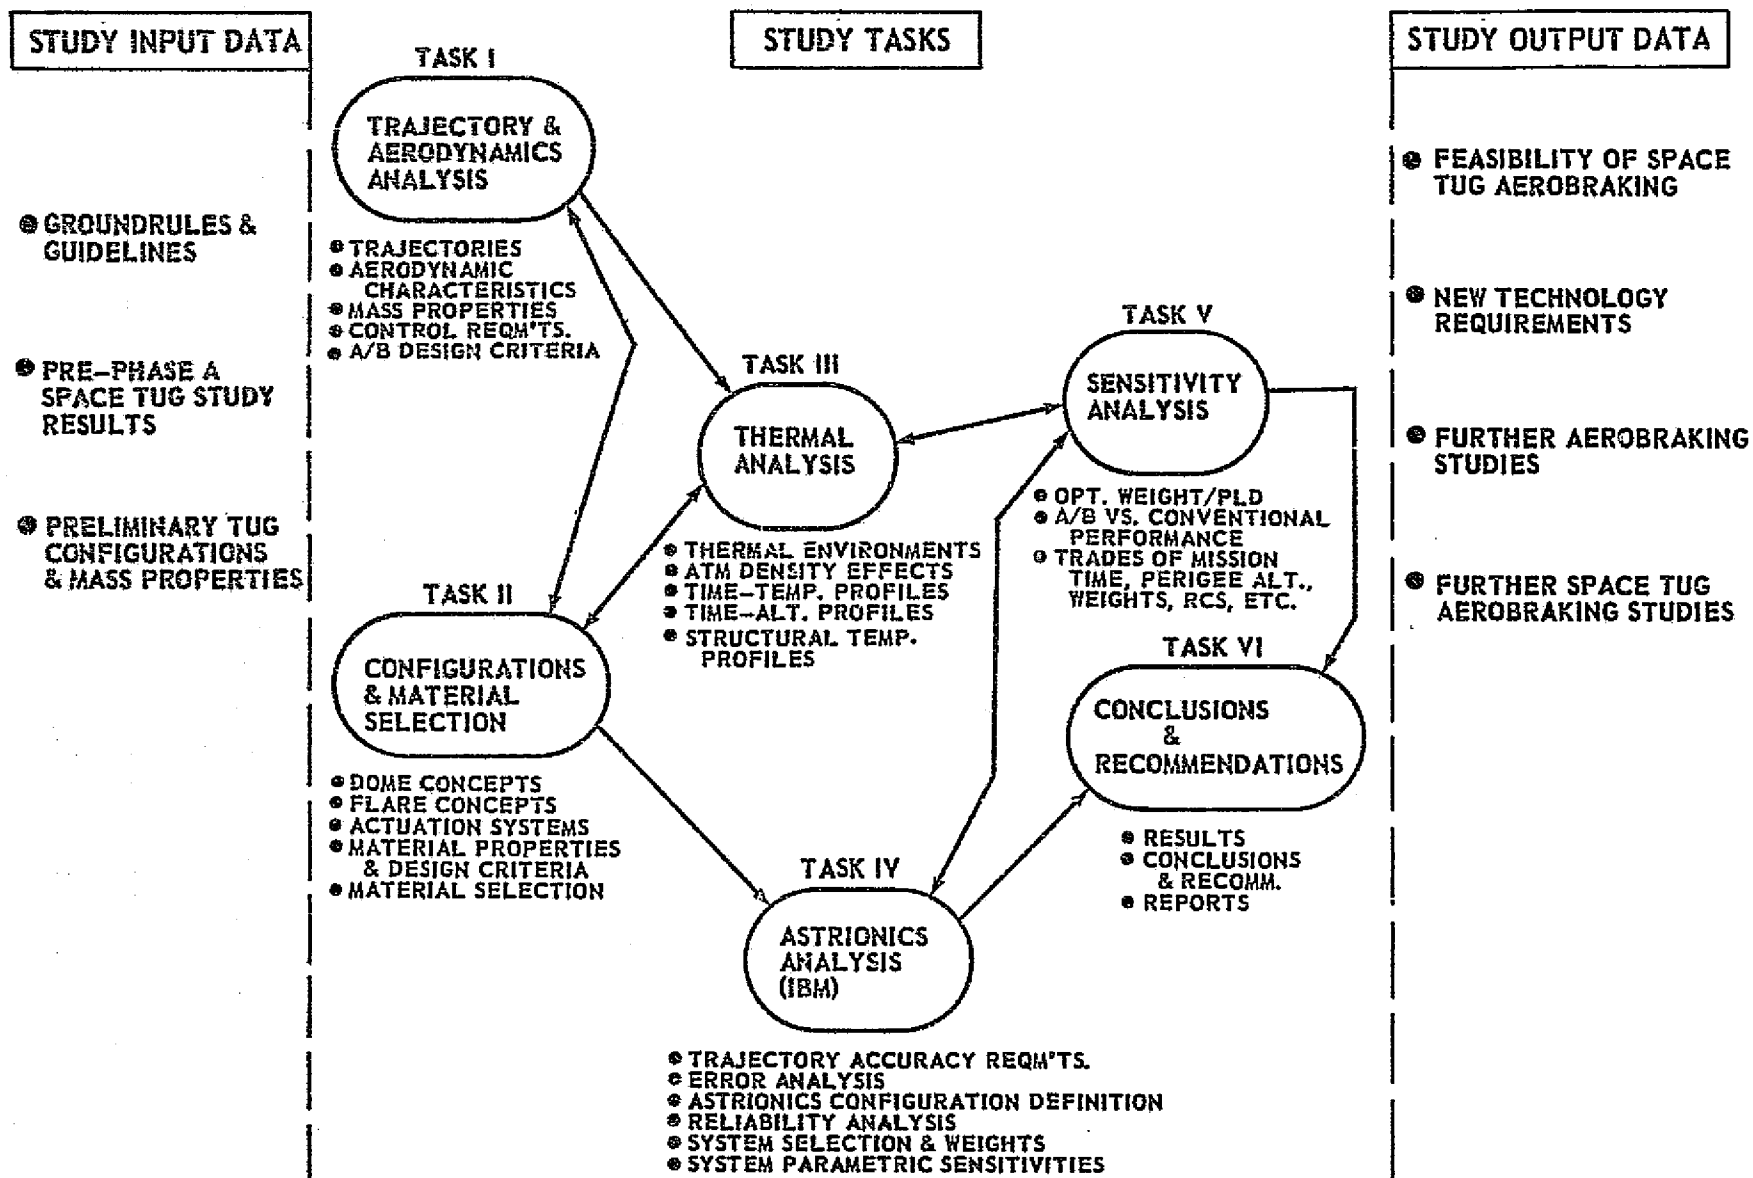 STUDY INPUT DATA
● GROUNDRULES &
GUIDELINES
● PRE-PHASE A
SPACE TUG STUDY
RESULTS
● PRELIMINARY TUG
CONFIGURATIONS
& MASS PROPERTIES
STUDY TASKS
TASK I
TRAJECTORY &
AERODYNAMICS
ANALYSIS
● TRAJECTORIES
● AERODYNAMIC
CHARACTERISTICS
● MASS PROPERTIES
● CONTROL REQM'TS.
● A/B DESIGN CRITERIA
TASK II
CONFIGURATIONS
& MATERIAL
SELECTION
● DOME CONCEPTS
● FLARE CONCEPTS
● ACTUATION SYSTEMS
● MATERIAL PROPERTIES
& DESIGN CRITERIA
● MATERIAL SELECTION
TASK III
THERMAL
ANALYSIS
● THERMAL ENVIRONMENTS
● ATM DENSITY EFFECTS
● TIME-TEMP. PROFILES
● TIME-ALT. PROFILES
● STRUCTURAL TEMP.
PROFILES
TASK IV
ASTRIONICS
ANALYSIS
(IBM)
● TRAJECTORY ACCURACY REQM'TS.
● ERROR ANALYSIS
● ASTRIONICS CONFIGURATION DEFINITION
● RELIABILITY ANALYSIS
● SYSTEM SELECTION & WEIGHTS
● SYSTEM PARAMETRIC SENSITIVITIES
TASK V
SENSITIVITY
ANALYSIS
● OPT. WEIGHT/PLD
● A/B VS. CONVENTIONAL
PERFORMANCE
● TRADES OF MISSION
TIME, PERIGEE ALT.,
WEIGHTS, RCS, ETC.
TASK VI
CONCLUSIONS
&
RECOMMENDATIONS
● RESULTS
● CONCLUSIONS
& RECOMM.
● REPORTS
STUDY OUTPUT DATA
● FEASIBILITY OF SPACE
TUG AEROBRAKING
● NEW TECHNOLOGY
REQUIREMENTS
● FURTHER AEROBRAKING
STUDIES
● FURTHER SPACE TUG
AEROBRAKING STUDIES